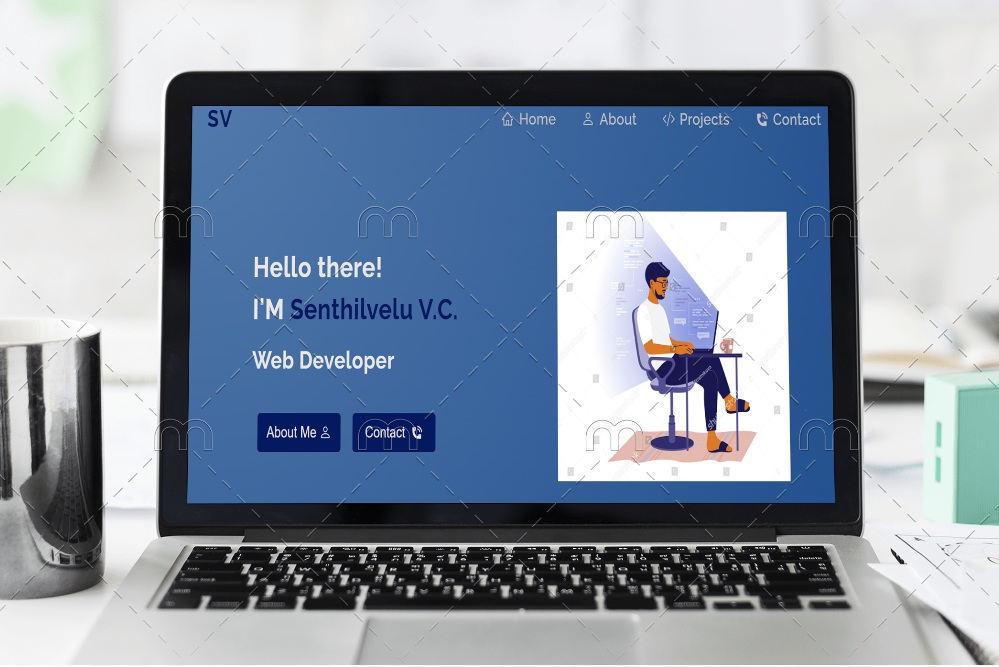 SV
Home
About
Projects
Contact
Hello there!
I'M Senthilvelu V.C.
Web Developer
About Me
Contact